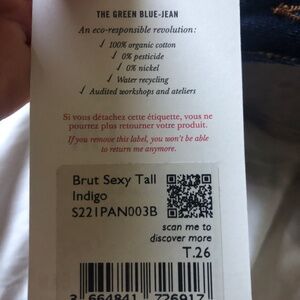 THE GREEN BLUE-JEAN
An eco-responsible revolution:
✓ 100% organic cotton
✓ 0% pesticide
✓ 0% nickel
✓ Water recycling
✓ Audited workshops and ateliers
Si vous détachez cette étiquette, vous ne
pourrez plus retourner votre produit.
If you remove this label, you won't be able
to return me anymore.
Brut Sexy Tall
Indigo
S221PAN003B
scan me to
discover more
T.26
3 664841 726917